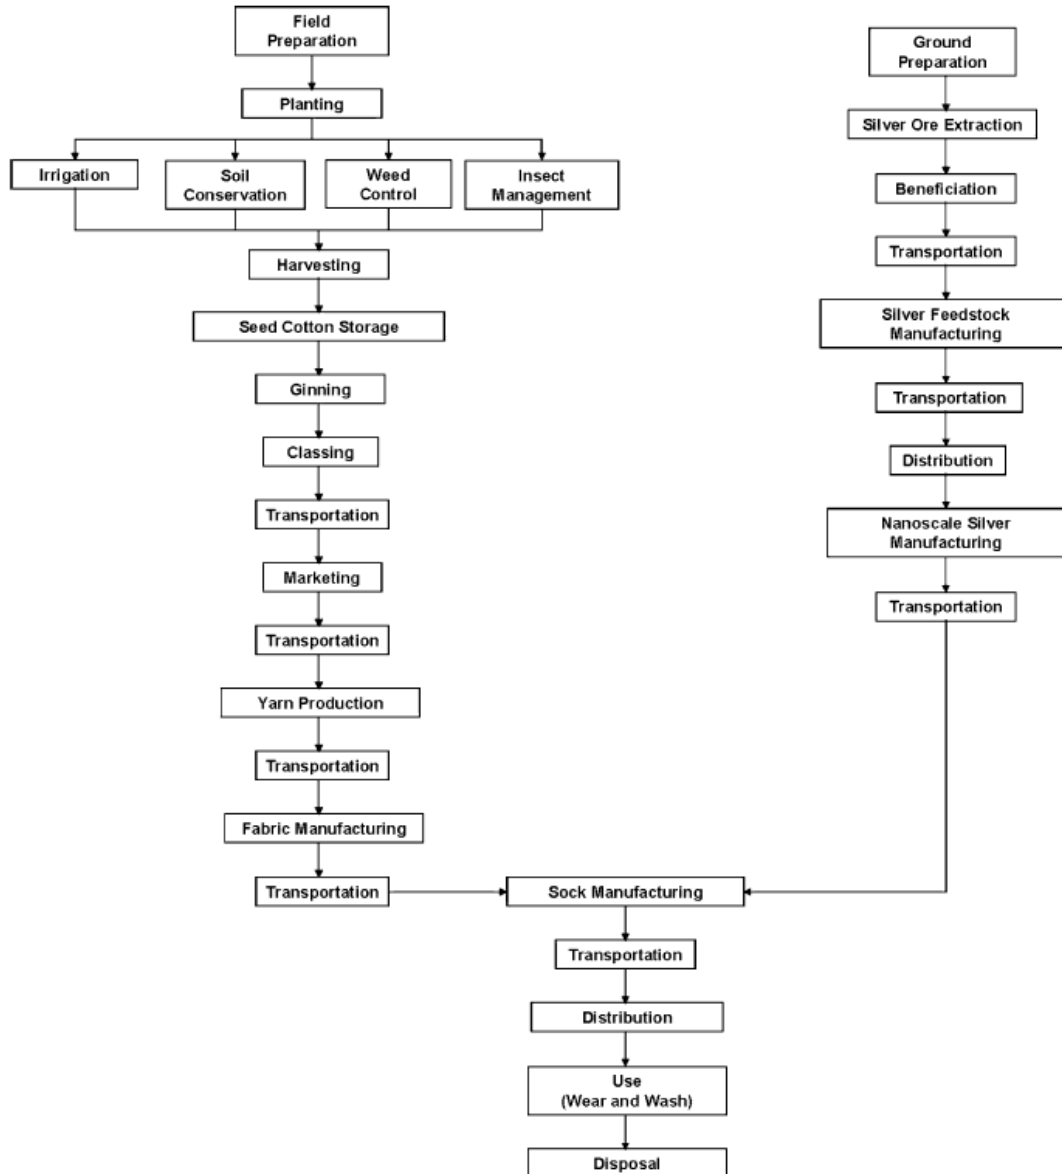 Field
Preparation
Planting
Irrigation
Soil
Conservation
Weed
Control
Insect
Management
Harvesting
Seed Cotton Storage
Ginning
Classing
Transportation
Marketing
Transportation
Yarn Production
Transportation
Fabric Manufacturing
Transportation
Ground
Preparation
Silver Ore Extraction
Beneficiation
Transportation
Silver Feedstock
Manufacturing
Transportation
Distribution
Nanoscale Silver
Manufacturing
Transportation
Sock Manufacturing
Transportation
Distribution
Use
(Wear and Wash)
Disposal